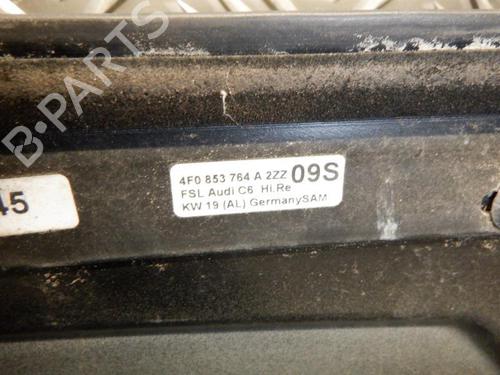 B-PARTS
45
4F0 853 764 A 2ZZ 09S
FSL Audi C6 Hi.Re
KW 19 (AL) GermanySAM